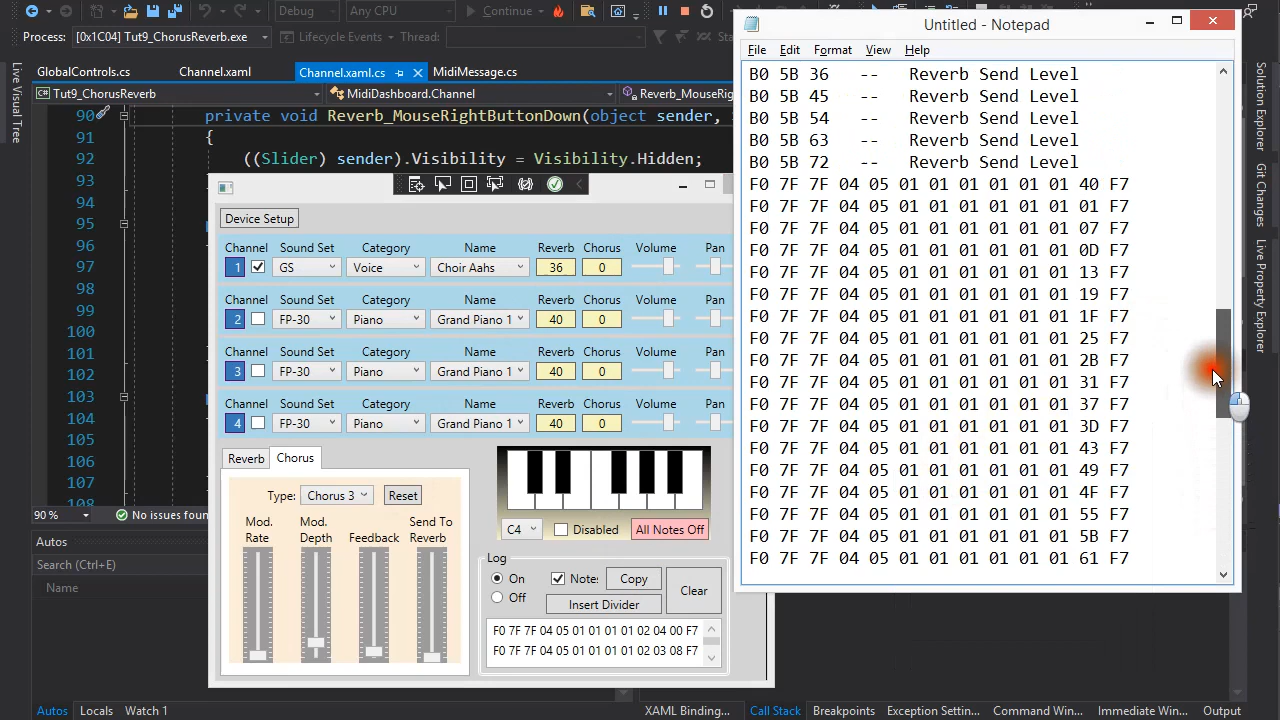 Debug
Any CPU
Continue
Process: [0x1C04] Tut9_ChorusReverb.exe
Lifecycle Events
Thread:
GlobalControls.cs
Channel.xaml
Channel.xaml.cs
MidiMessage.cs
Tut9_ChorusReverb
MidiDashboard.Channel
Reverb_MouseRig
Live Visual Tree
90 private void Reverb_MouseRightButtonDown(object sender,
91 {
92 ((Slider) sender).Visibility = Visibility.Hidden;
93
94
95
96
97
98
99
100
101
102
103
104
105
106
107
108
90 %
No issues found
Autos
Search (Ctrl+E)
Name
Autos Locals Watch 1
XAML Binding... Call Stack Breakpoints Exception Settin... Command Win... Immediate Win... Output
Device Setup
Channel Sound Set Category Name Reverb Chorus Volume Pan
1 GS Voice Choir Aahs 36 0
Channel Sound Set Category Name Reverb Chorus Volume Pan
2 FP-30 Piano Grand Piano 1 40 0
Channel Sound Set Category Name Reverb Chorus Volume Pan
3 FP-30 Piano Grand Piano 1 40 0
Channel Sound Set Category Name Reverb Chorus Volume Pan
4 FP-30 Piano Grand Piano 1 40 0
Reverb Chorus
Type: Chorus 3 Reset
Mod. Rate
Mod. Depth
Feedback
Send To Reverb
C4 Disabled All Notes Off
Log
On
Off
Note: Copy
Insert Divider
Clear
F0 7F 7F 04 05 01 01 01 01 02 04 00 F7
F0 7F 7F 04 05 01 01 01 01 02 03 08 F7
Untitled - Notepad
File Edit Format View Help
B0 5B 36 -- Reverb Send Level
B0 5B 45 -- Reverb Send Level
B0 5B 54 -- Reverb Send Level
B0 5B 63 -- Reverb Send Level
B0 5B 72 -- Reverb Send Level
F0 7F 7F 04 05 01 01 01 01 01 01 40 F7
F0 7F 7F 04 05 01 01 01 01 01 01 01 F7
F0 7F 7F 04 05 01 01 01 01 01 01 07 F7
F0 7F 7F 04 05 01 01 01 01 01 01 0D F7
F0 7F 7F 04 05 01 01 01 01 01 01 13 F7
F0 7F 7F 04 05 01 01 01 01 01 01 19 F7
F0 7F 7F 04 05 01 01 01 01 01 01 1F F7
F0 7F 7F 04 05 01 01 01 01 01 01 25 F7
F0 7F 7F 04 05 01 01 01 01 01 01 2B F7
F0 7F 7F 04 05 01 01 01 01 01 01 31 F7
F0 7F 7F 04 05 01 01 01 01 01 01 37 F7
F0 7F 7F 04 05 01 01 01 01 01 01 3D F7
F0 7F 7F 04 05 01 01 01 01 01 01 43 F7
F0 7F 7F 04 05 01 01 01 01 01 01 49 F7
F0 7F 7F 04 05 01 01 01 01 01 01 4F F7
F0 7F 7F 04 05 01 01 01 01 01 01 55 F7
F0 7F 7F 04 05 01 01 01 01 01 01 5B F7
F0 7F 7F 04 05 01 01 01 01 01 01 61 F7
Solution Explorer
Git Changes
Live Property Explorer